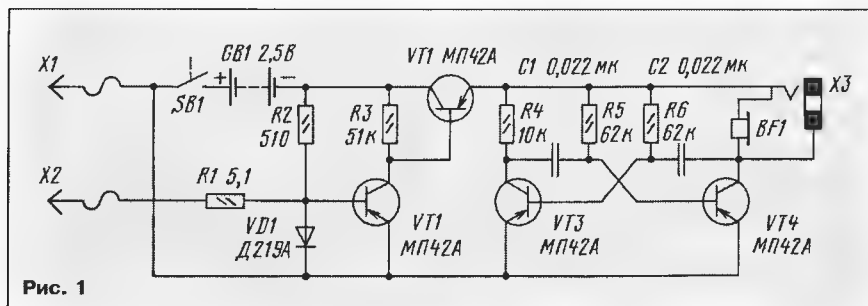 X1
SB1
+
GB1 2,5В
−
VT1 МП42А
C1 0,022 мк
C2 0,022 мк
X3
R2
510
R3
51к
R4
10к
R5
62к
R6
62к
BF1
X2
R1 5,1
VD1
Д219А
VT1
МП42А
VT3
МП42А
VT4
МП42А
Рис. 1